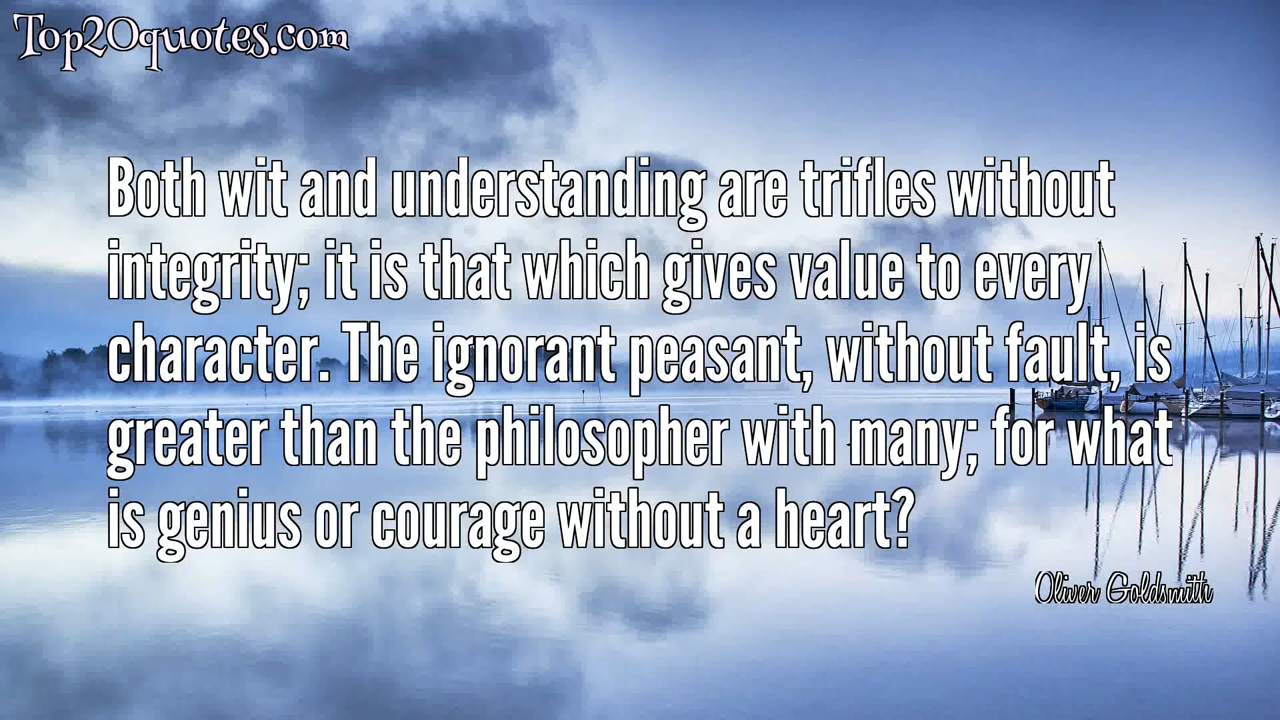 Top20quotes.com
Both wit and understanding are trifles without
integrity; it is that which gives value to every
character. The ignorant peasant, without fault, is
greater than the philosopher with many; for what
is genius or courage without a heart?
Oliver Goldsmith